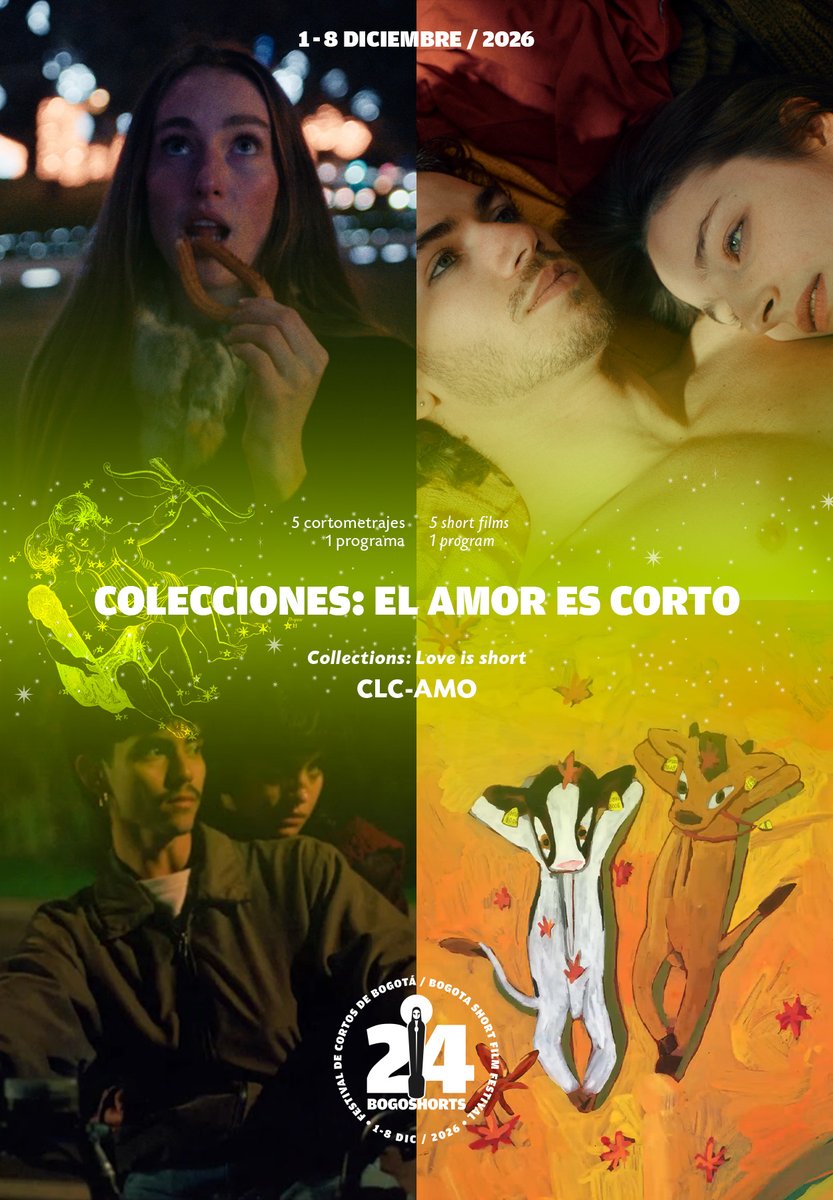 1 - 8 DICIEMBRE / 2026
5 cortometrajes
1 programa
5 short films
1 program
COLECCIONES: EL AMOR ES CORTO
Collections: Love is short
CLC-AMO
FESTIVAL DE CORTOS DE BOGOTÁ / BOGOTA SHORT FILM FESTIVAL
24
BOGOSHORTS
• 1-8 DIC / 2026 •